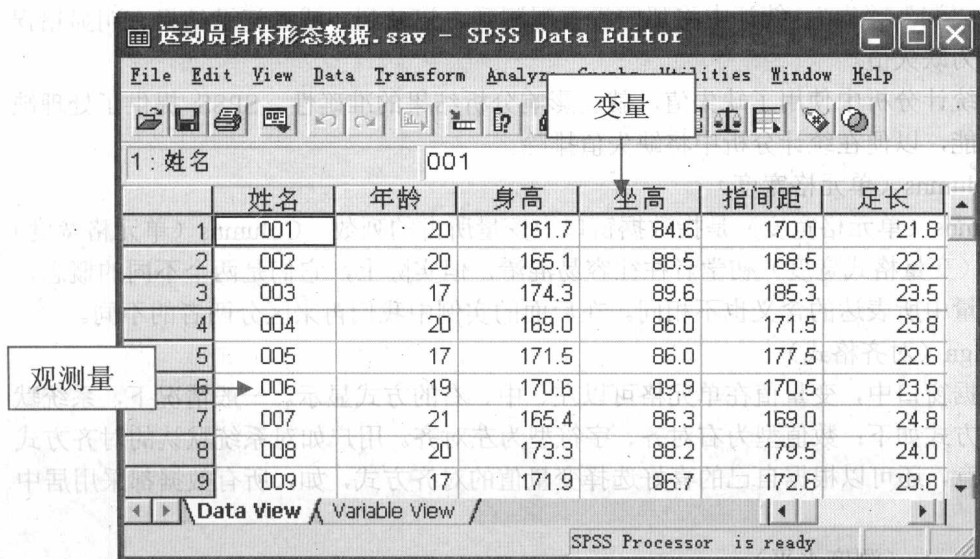 运动员身体形态数据.sav - SPSS Data Editor
File Edit View Data Transform Analyze Utilities Window Help
变量
1：姓名 001
姓名 年龄 身高 坐高 指间距 足长
1 001 20 161.7 84.6 170.0 21.8
2 002 20 165.1 88.5 168.5 22.2
3 003 17 174.3 89.6 185.3 23.5
4 004 20 169.0 86.0 171.5 23.8
5 005 17 171.5 86.0 177.5 22.6
观测量
6 006 19 170.6 89.9 170.5 23.5
7 007 21 165.4 86.3 169.0 24.8
8 008 20 173.3 88.2 179.5 24.0
9 009 17 171.9 86.7 172.9 23.8
Data View Variable View
SPSS Processor is ready